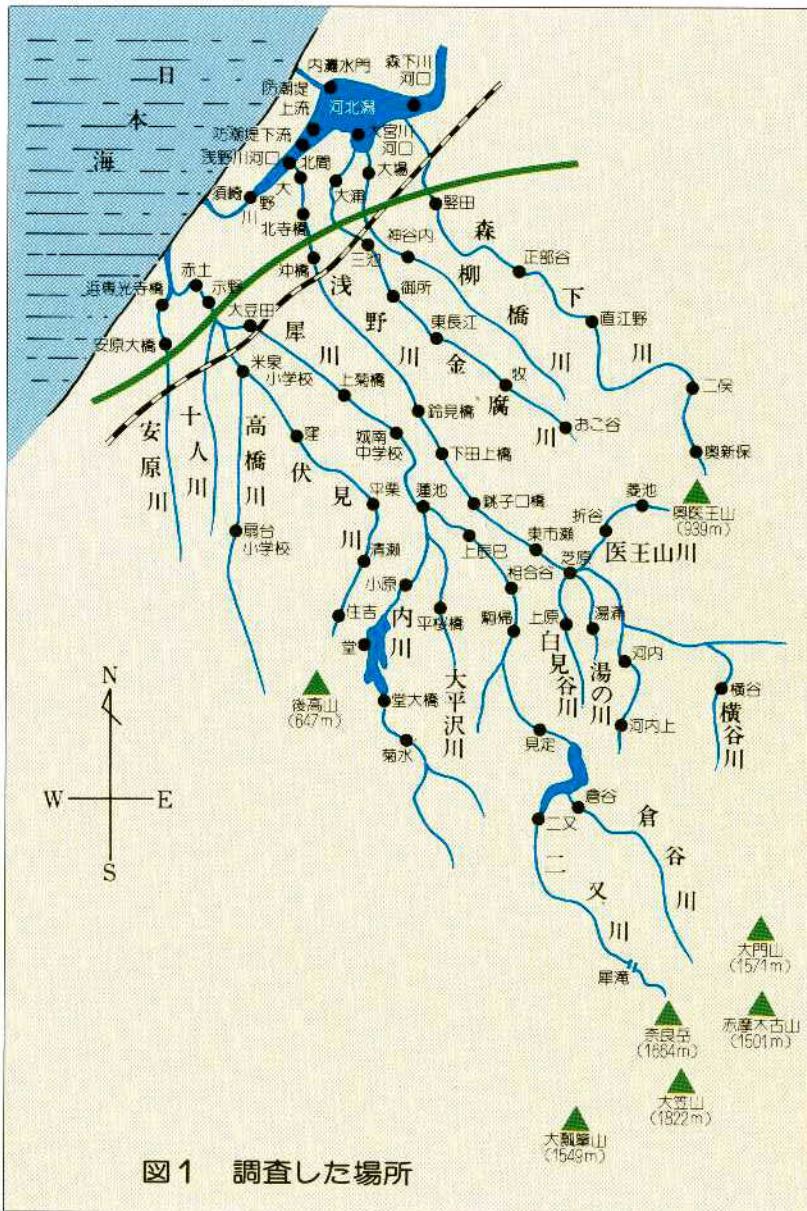 日本海
内灘水門
森下川
河口
防潮堤
上流
河北潟
防潮堤下流
大宮川
河口
浅野川河口
北間
大場
須崎
大野川
大浦
北寺橋
竪田
森下川
神谷内
三池
正部谷
沖橋
柳橋川
浅野川
赤土
示野
浜専光寺橋
御所
大豆田
直江野
安原大橋
犀川
東長江
金腐川
米泉
小学校
上菊橋
牧
二俣
鈴見橋
おこ谷
十人川
高橋川
安原川
窪
城南
中学校
下田上橋
奥新保
伏見川
平栗
蓮池
銚子口橋
菱池
奥医王山
(939m)
折谷
扇台
小学校
上辰巳
東市瀬
医王山川
清瀬
芝原
小原
相合谷
住吉
内川
平桜橋
駒帰
上原
湯涌
堂
白見谷川
湯の川
河内
後高山
(647m)
大平沢川
横谷
堂大橋
横谷川
菊水
見定
河内上
N
W
E
S
倉谷
二又
倉谷川
二又川
大門山
(1571m)
犀滝
奈良岳
(1664m)
赤摩木古山
(1501m)
大笠山
(1822m)
大瓢箪山
(1549m)
図1 調査した場所